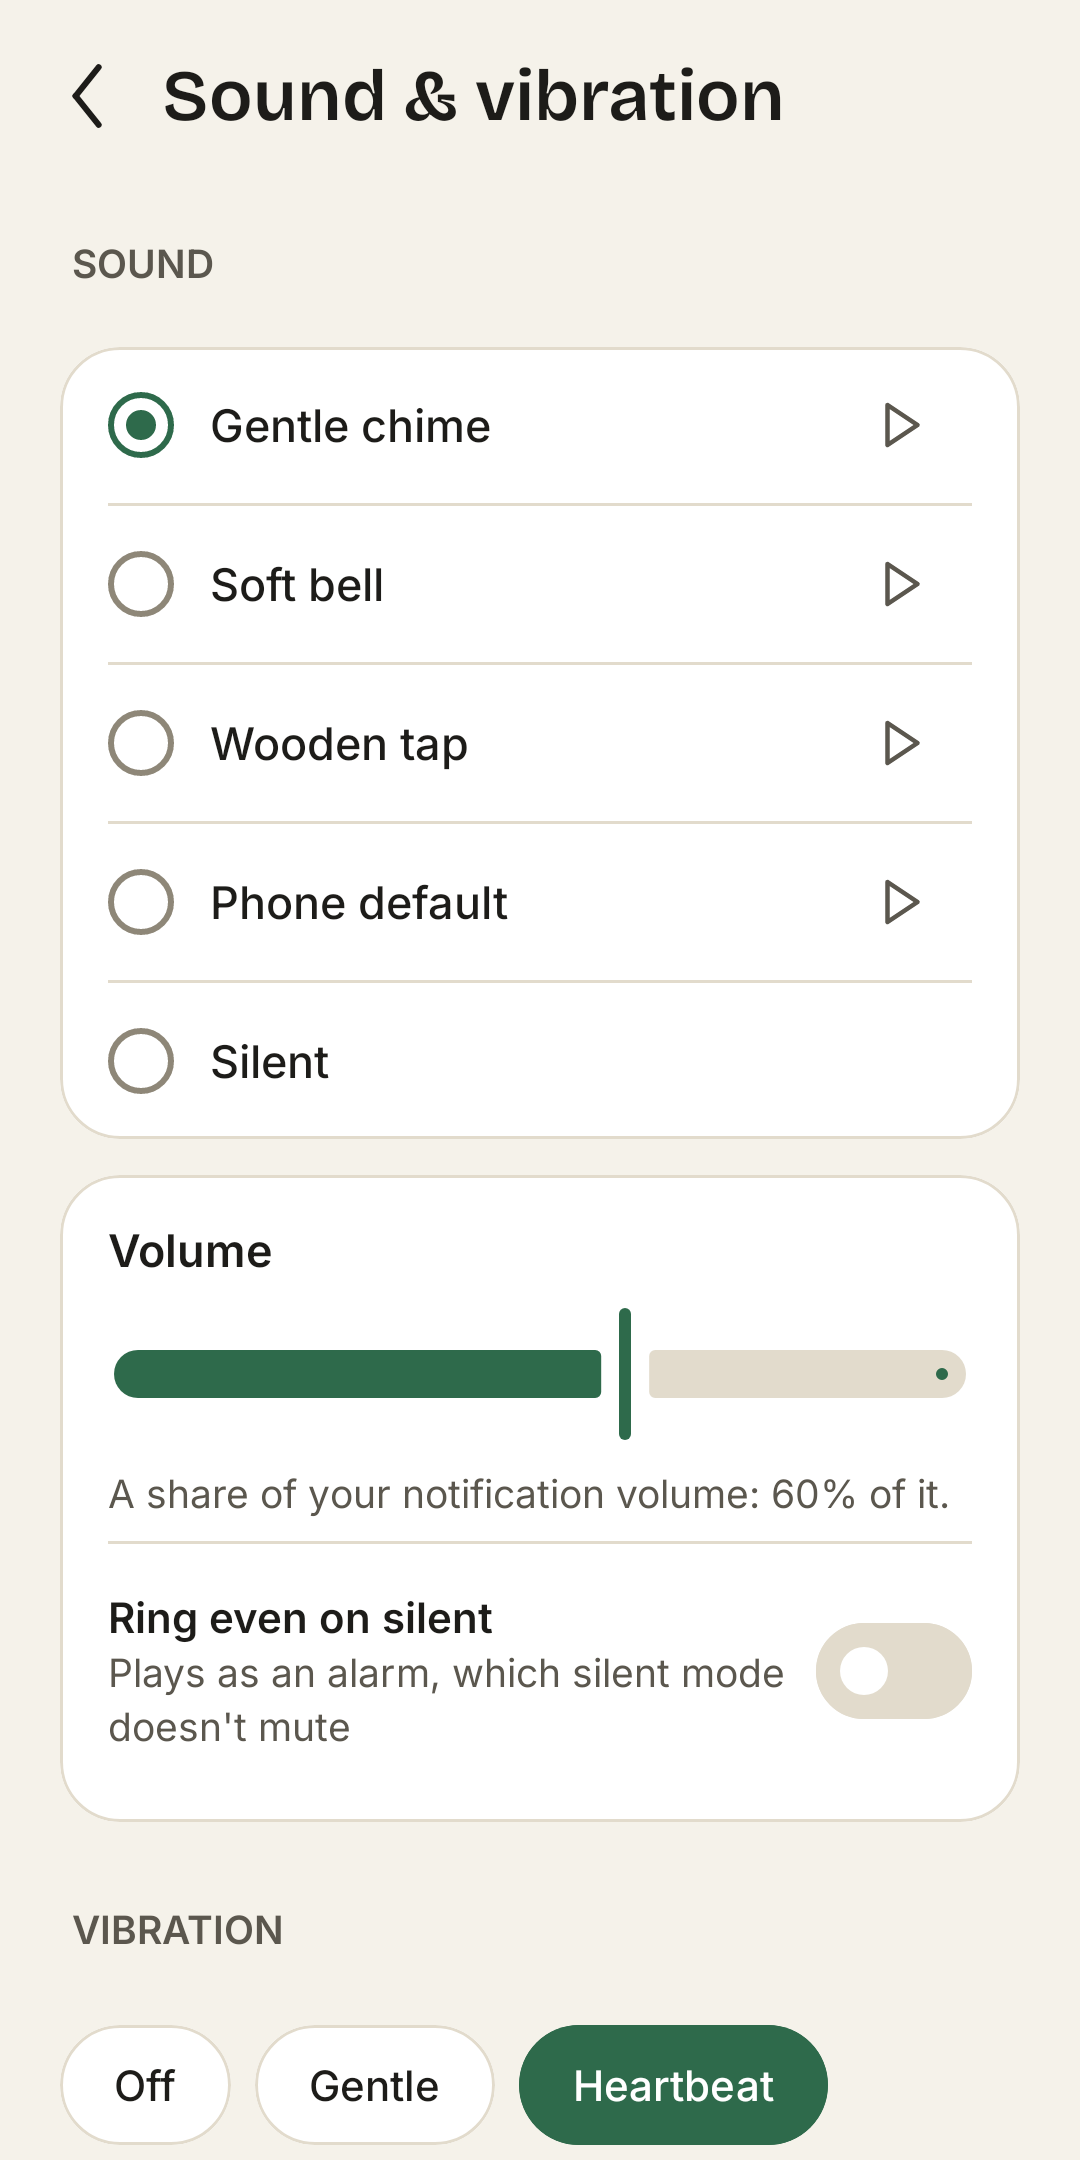 Sound & vibration
SOUND
Gentle chime
Soft bell
Wooden tap
Phone default
Silent
Volume
A share of your notification volume: 60% of it.
Ring even on silent
Plays as an alarm, which silent mode
doesn't mute
VIBRATION
Off
Gentle
Heartbeat